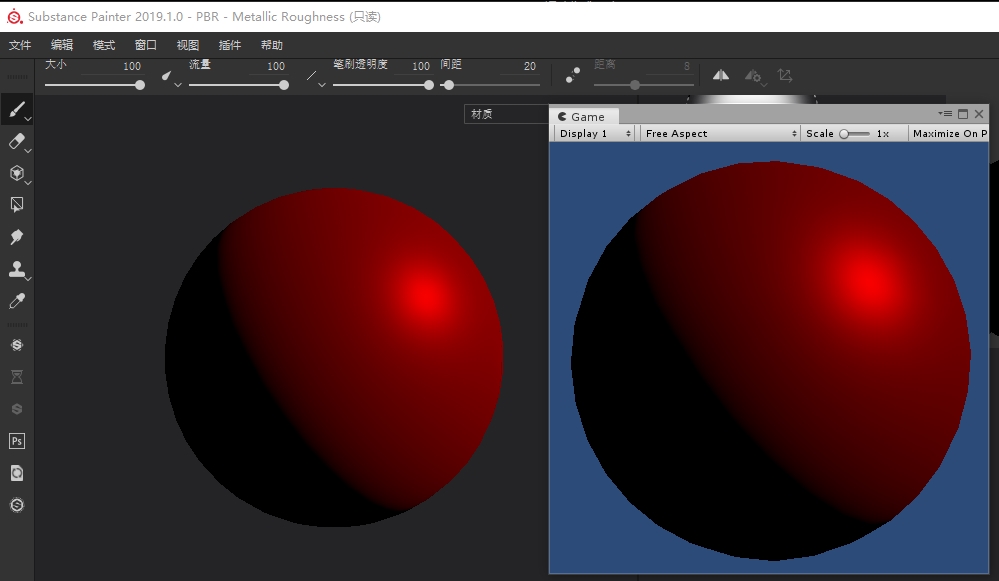 Substance Painter 2019.1.0 - PBR - Metallic Roughness (只读)
文件 编辑 模式 窗口 视图 插件 帮助
大小 100 流量 100 笔刷透明度 100 间距 20 距离 8
材质
Game
Display 1 Free Aspect Scale 1x Maximize On P
Ps